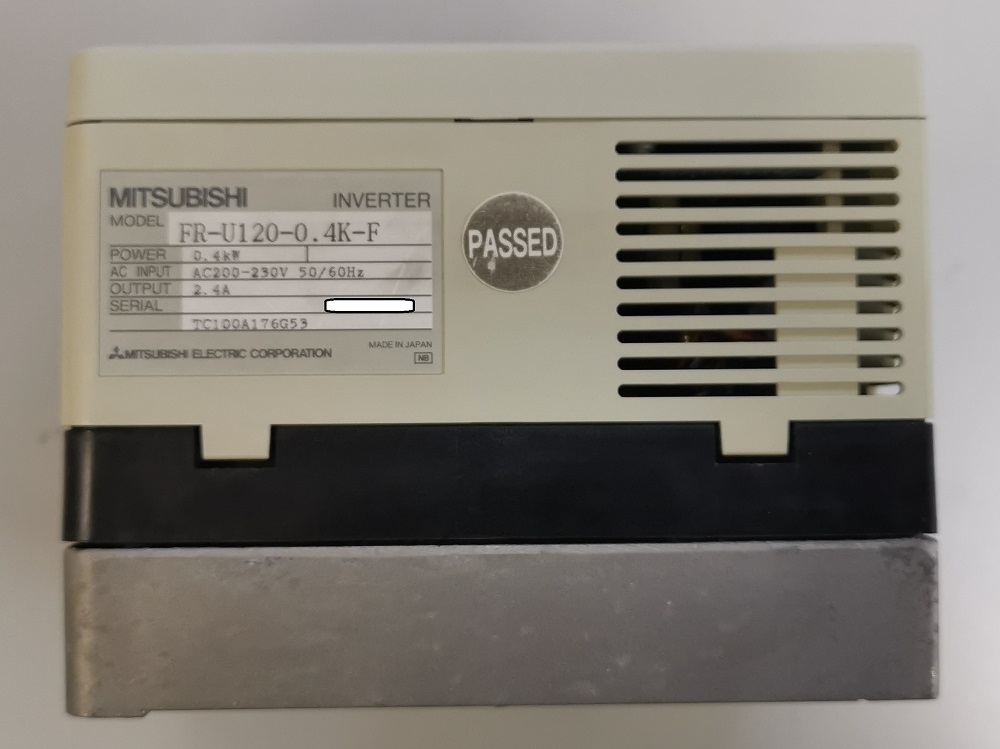 MITSUBISHI INVERTER
MODEL FR-U120-0.4K-F
POWER 0.4kW
AC INPUT AC200-230V 50/60Hz
OUTPUT 2.4A
SERIAL
TC100A176G53
MITSUBISHI ELECTRIC CORPORATION
MADE IN JAPAN
NB
PASSED